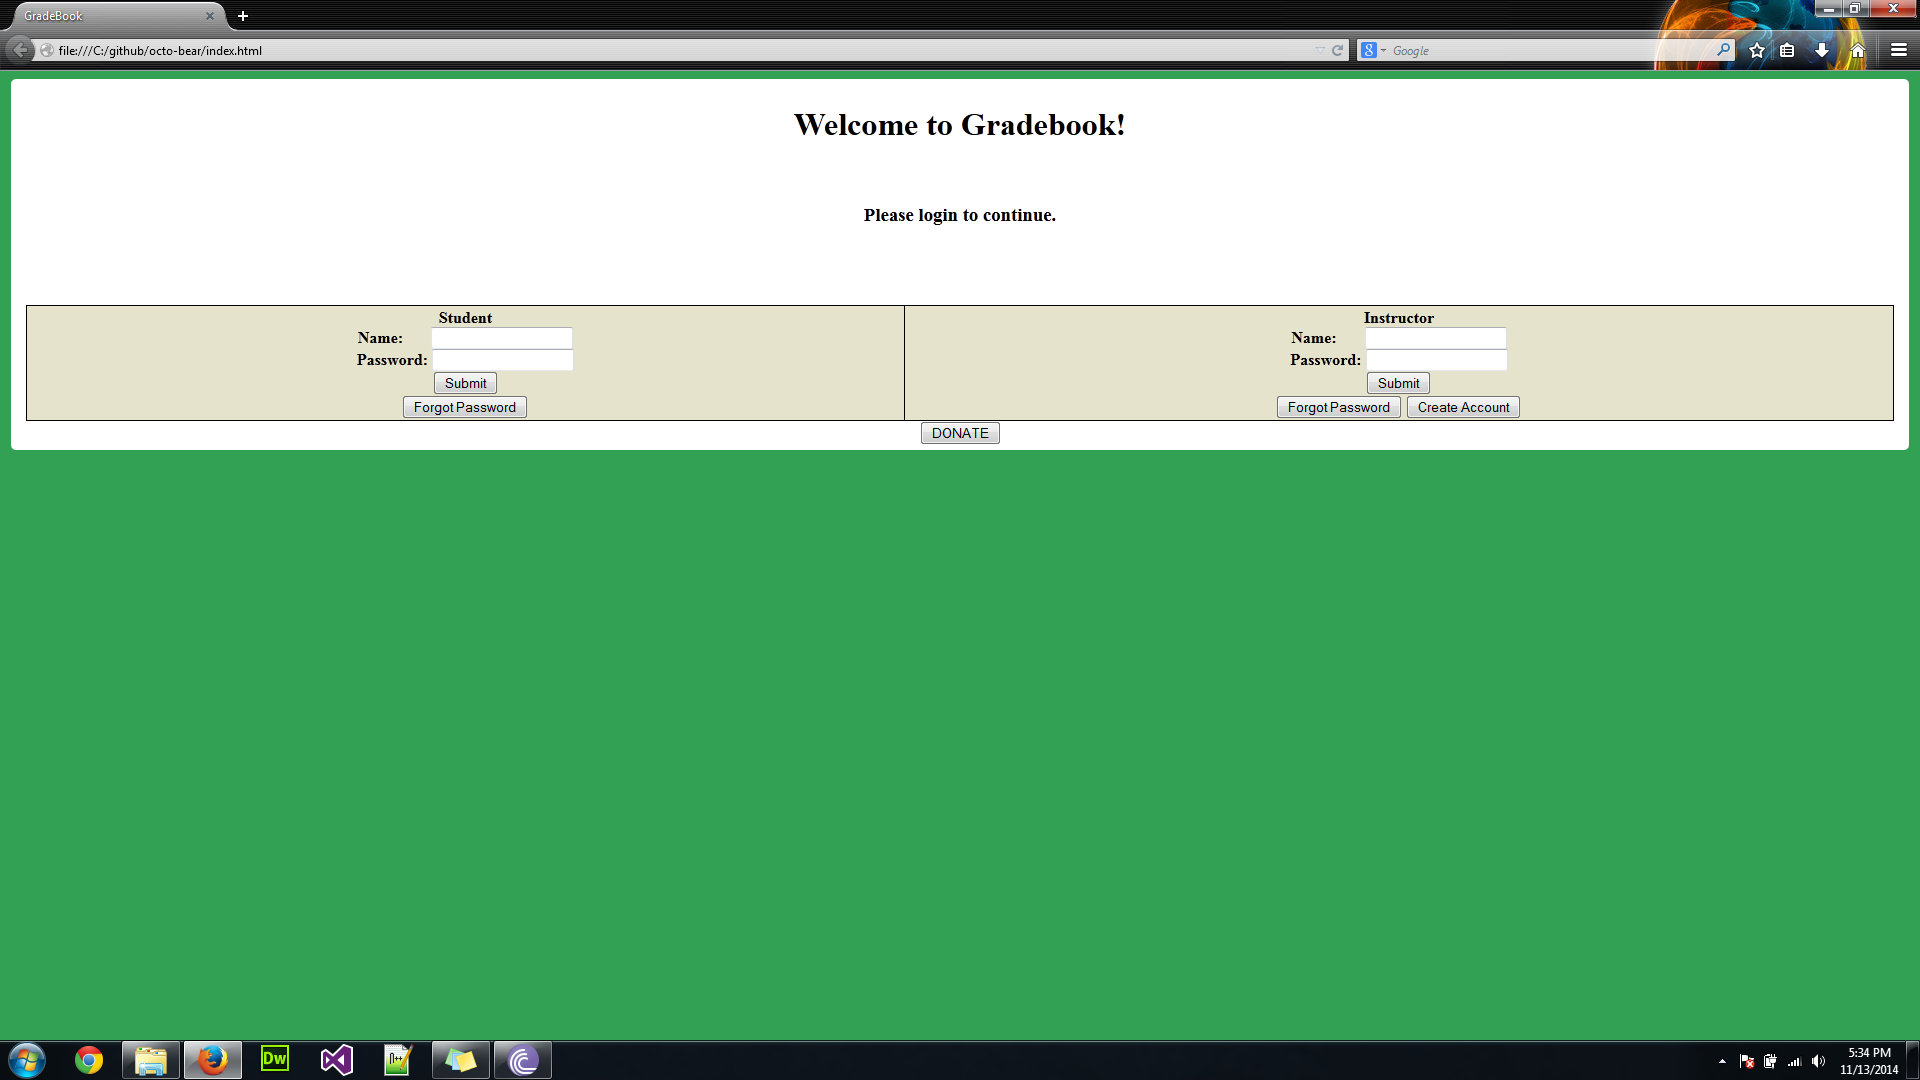 GradeBook
file:///C:/github/octo-bear/index.html
8 Google
Welcome to Gradebook!
Please login to continue.
Student
Name:
Password:
Submit
Forgot Password
Instructor
Name:
Password:
Submit
Forgot Password Create Account
DONATE
Dw
5:34 PM
11/13/2014